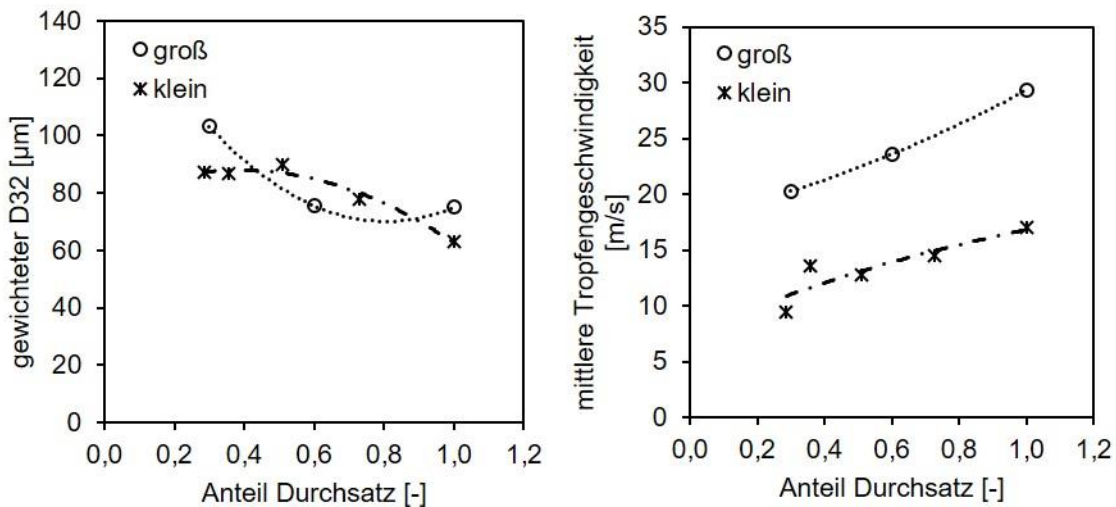 gewichteter D32 [µm]
140
120
100
80
60
40
20
0
groß
klein
0,0 0,2 0,4 0,6 0,8 1,0 1,2
Anteil Durchsatz [-]
mittlere Tropfengeschwindigkeit
[m/s]
35
30
25
20
15
10
5
0
groß
klein
0,0 0,2 0,4 0,6 0,8 1,0 1,2
Anteil Durchsatz [-]